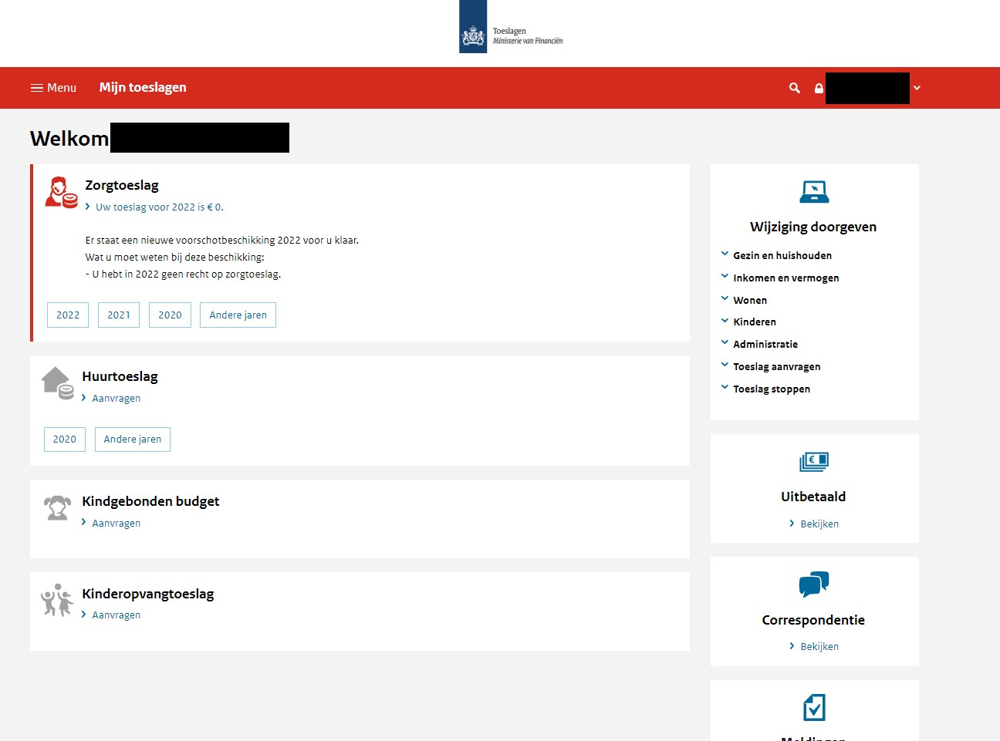 Toeslagen
Ministerie van Financiën
Menu
Mijn toeslagen
Welkom
Zorgtoeslag
Uw toeslag voor 2022 is € 0.
Er staat een nieuwe voorschotbeschikking 2022 voor u klaar.
Wat u moet weten bij deze beschikking:
- U hebt in 2022 geen recht op zorgtoeslag.
2022
2021
2020
Andere jaren
Huurtoeslag
Aanvragen
2020
Andere jaren
Kindgebonden budget
Aanvragen
Kinderopvangtoeslag
Aanvragen
Wijziging doorgeven
Gezin en huishouden
Inkomen en vermogen
Wonen
Kinderen
Administratie
Toeslag aanvragen
Toeslag stoppen
€
Uitbetaald
Bekijken
Correspondentie
Bekijken
Meldingen